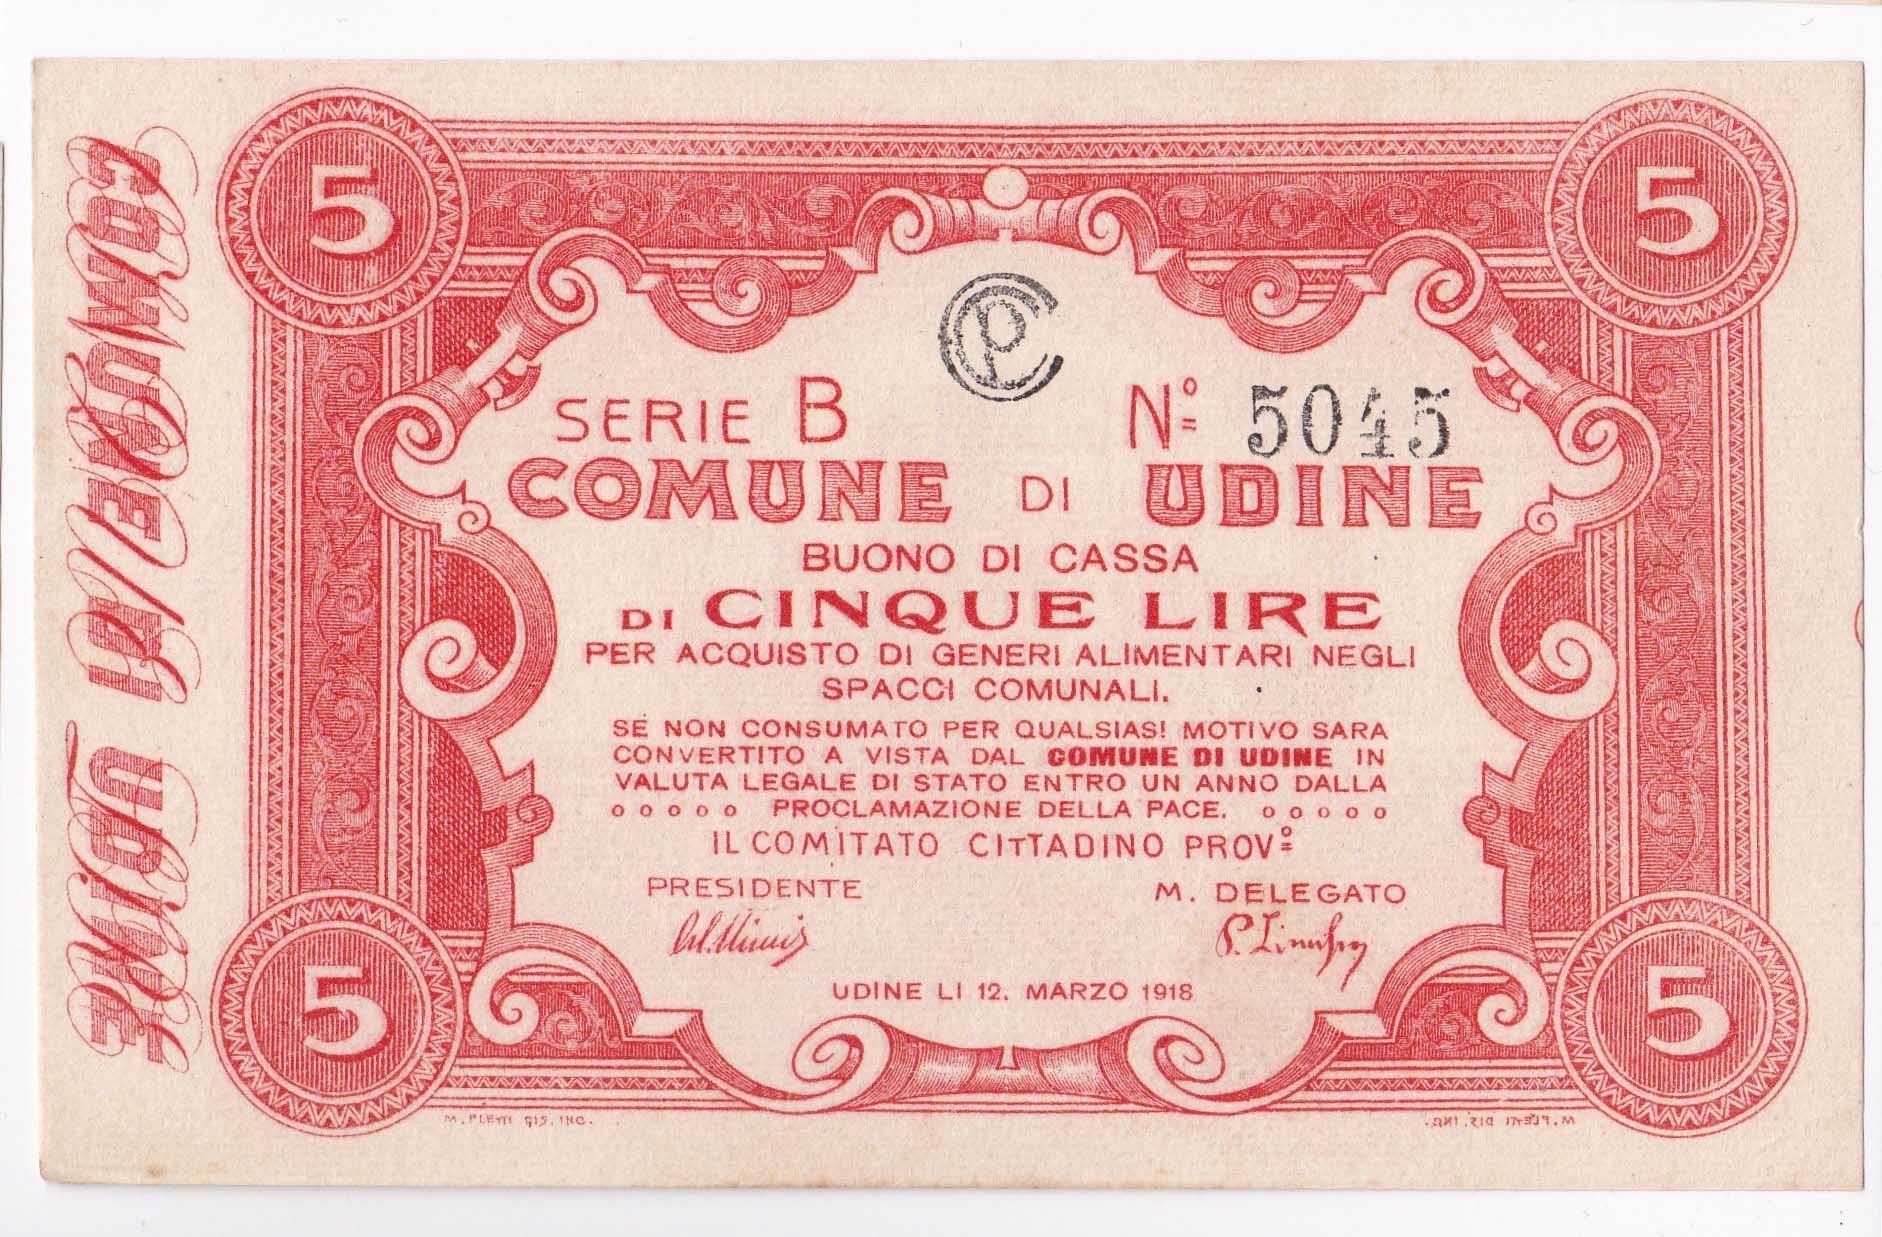 5
5
SERIE B Nº 5045
COMUNE DI UDINE
BUONO DI CASSA
DI CINQUE LIRE
PER ACQUISTO DI GENERI ALIMENTARI NEGLI
SPACCI COMUNALI.
SE NON CONSUMATO PER QUALSIASI MOTIVO SARA
CONVERTITO A VISTA DAL COMUNE DI UDINE IN
VALUTA LEGALE DI STATO ENTRO UN ANNO DALLA
o o o o o PROCLAMAZIONE DELLA PACE. o o o o o
IL COMITATO CITTADINO PROVº
PRESIDENTE M. DELEGATO
UDINE LI 12. MARZO 1918
5
5
COMUNE DI UDINE